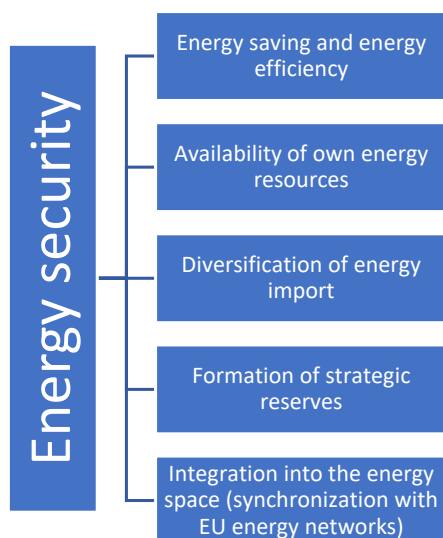 Energy security
Energy saving and energy
efficiency
Availability of own energy
resources
Diversification of energy
import
Formation of strategic
reserves
Integration into the energy
space (synchronization with
EU energy networks)